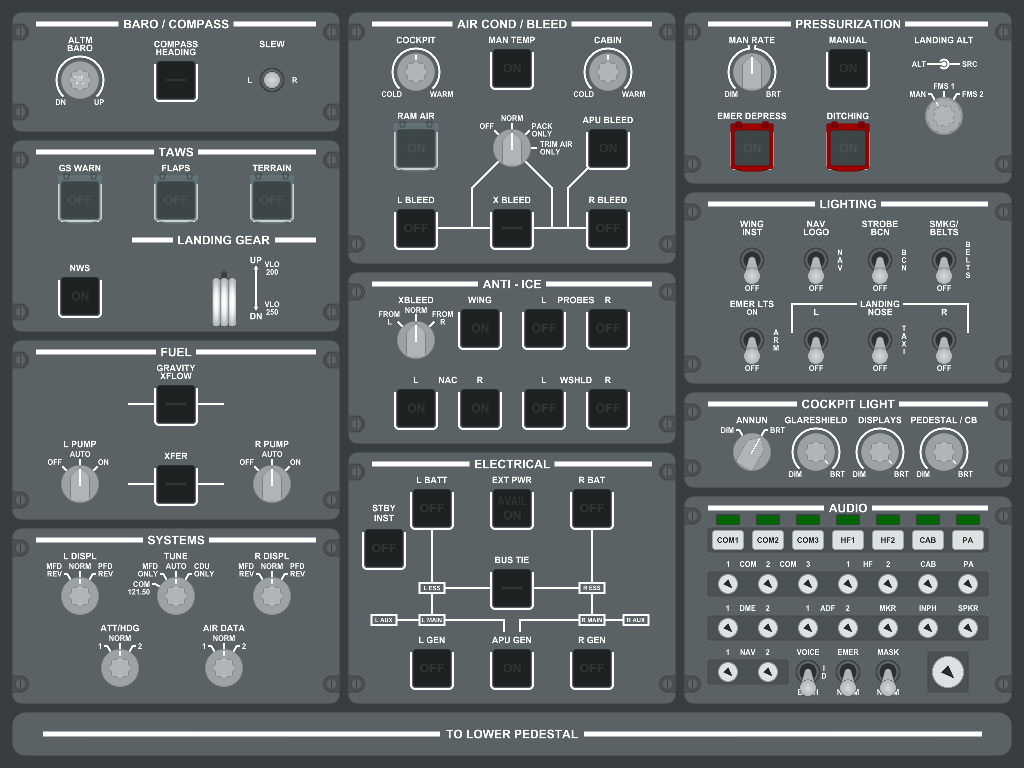 BARO / COMPASS
ALTM
BARO
DN UP
COMPASS
HEADING
SLEW
L R
TAWS
GS WARN FLAPS TERRAIN
OFF OFF OFF
LANDING GEAR
NWS
ON
UP VLO
200
DN VLO
250
FUEL
GRAVITY
XFLOW
L PUMP
OFF AUTO ON
XFER
R PUMP
OFF AUTO ON
SYSTEMS
L DISPL
MFD
REV NORM PFD
REV
TUNE
MFD
ONLY AUTO CDU
ONLY
COM
121.50
R DISPL
MFD
REV NORM PFD
REV
ATT/HDG
NORM
1 2
AIR DATA
NORM
1 2
AIR COND / BLEED
COCKPIT
COLD WARM
MAN TEMP
ON
CABIN
COLD WARM
RAM AIR
ON
OFF NORM PACK
ONLY
TRIM AIR
ONLY
APU BLEED
ON
L BLEED X BLEED R BLEED
OFF OFF
ANTI - ICE
XBLEED
FROM
L NORM FROM
R
WING
ON
L PROBES R
OFF OFF
L NAC R
ON ON
L WSHLD R
OFF OFF
ELECTRICAL
STBY
INST
OFF
L BATT
OFF
EXT PWR
AVAIL
ON
R BAT
OFF
BUS TIE
L ESS R ESS
L AUX L MAIN R MAIN R AUX
L GEN APU GEN R GEN
OFF ON OFF
PRESSURIZATION
MAN RATE
DIM BRT
MANUAL
ON
LANDING ALT
ALT SRC
MAN FMS 1 FMS 2
EMER DEPRESS DITCHING
ON ON
LIGHTING
WING
INST
OFF
NAV
LOGO
NAV
OFF
STROBE
BCN
BCN
OFF
SMKG/
BELTS
BELTS
OFF
EMER LTS
ON
ARM
OFF
LANDING
L NOSE R
TAXI
OFF OFF OFF
COCKPIT LIGHT
ANNUN
DIM BRT
GLARESHIELD DISPLAYS PEDESTAL / CB
DIM BRT DIM BRT DIM BRT
AUDIO
COM1 COM2 COM3 HF1 HF2 CAB PA
1 COM 2 COM 3 1 HF 2 CAB PA
1 DME 2 1 ADF 2 MKR INPH SPKR
1 NAV 2 VOICE EMER MASK
ID
TO LOWER PEDESTAL